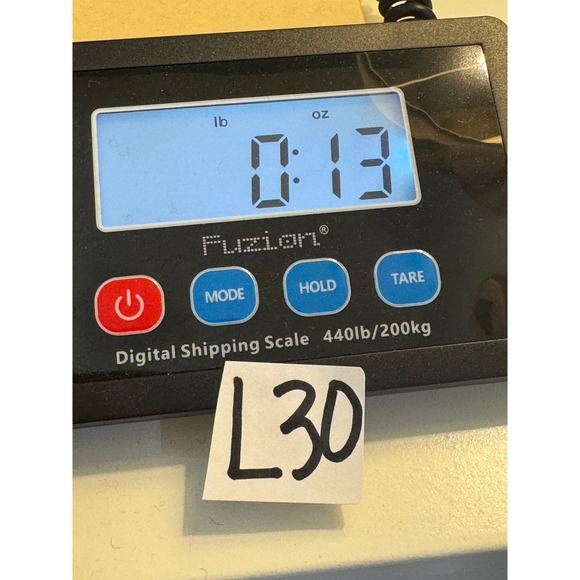 lb oz
0:13
Fuzion®
MODE HOLD TARE
Digital Shipping Scale 440lb/200kg
L30